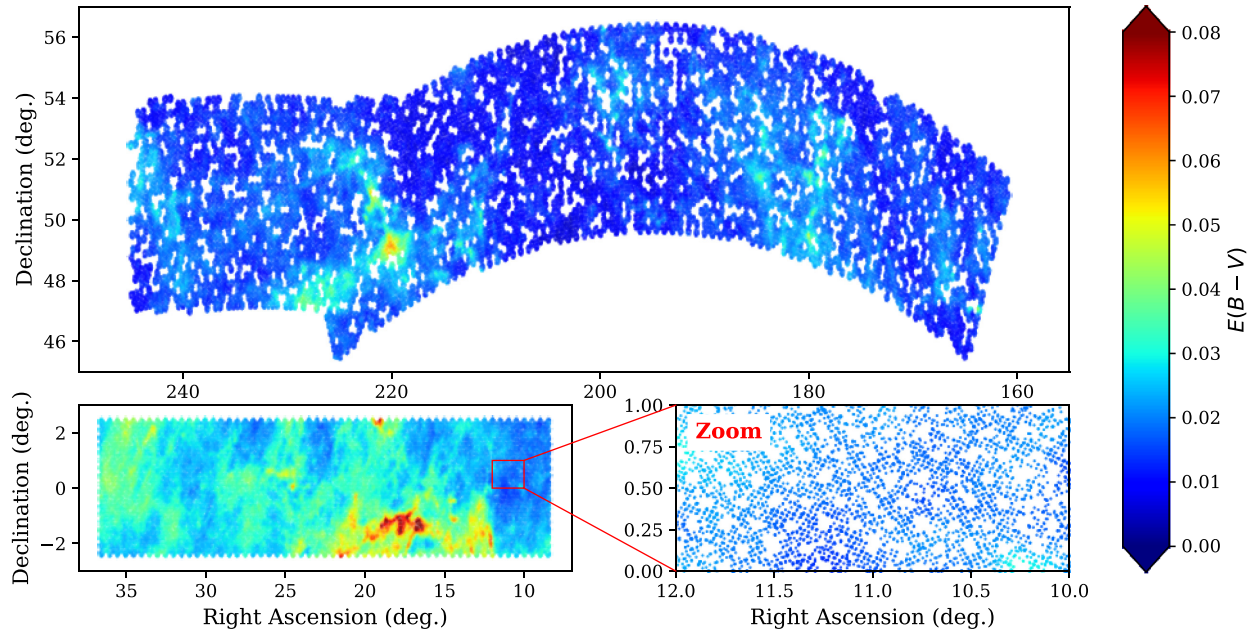 56
54
52
50
48
46
Declination (deg.)
240 220 200 180 160
2
0
−2
Declination (deg.)
35 30 25 20 15 10
Right Ascension (deg.)
Zoom
1.00
0.75
0.50
0.25
0.00
12.0 11.5 11.0 10.5 10.0
Right Ascension (deg.)
0.08
0.07
0.06
0.05
0.04
0.03
0.02
0.01
0.00
E(B − V)